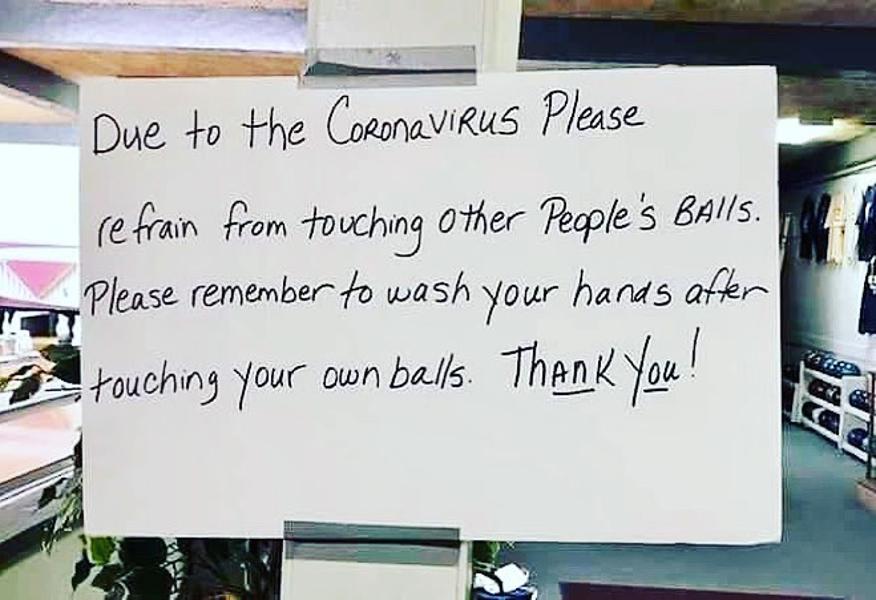 Due to the CORONAVIRUS Please
refrain from touching other People's BAlls.
Please remember to wash your hands after
touching your own balls. ThANK You!